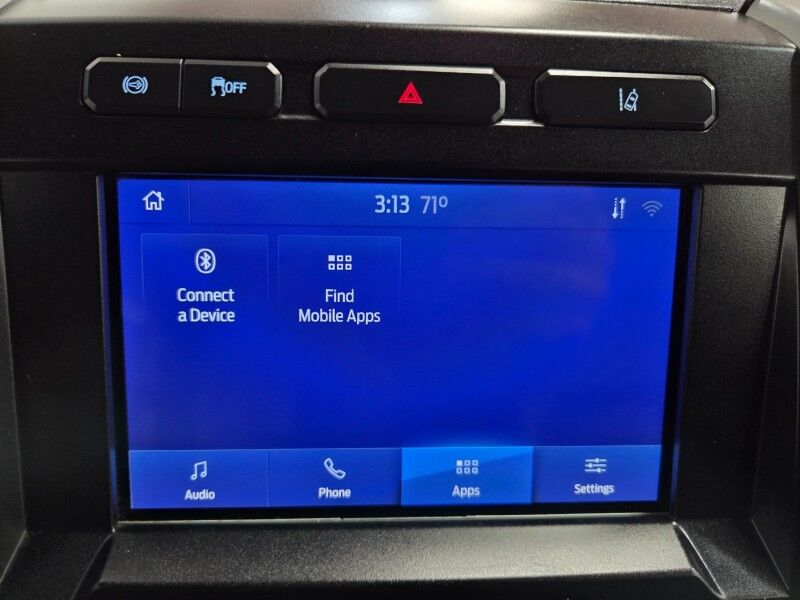 OFF
3:13 71°
Connect
a Device
Find
Mobile Apps
Audio
Phone
Apps
Settings